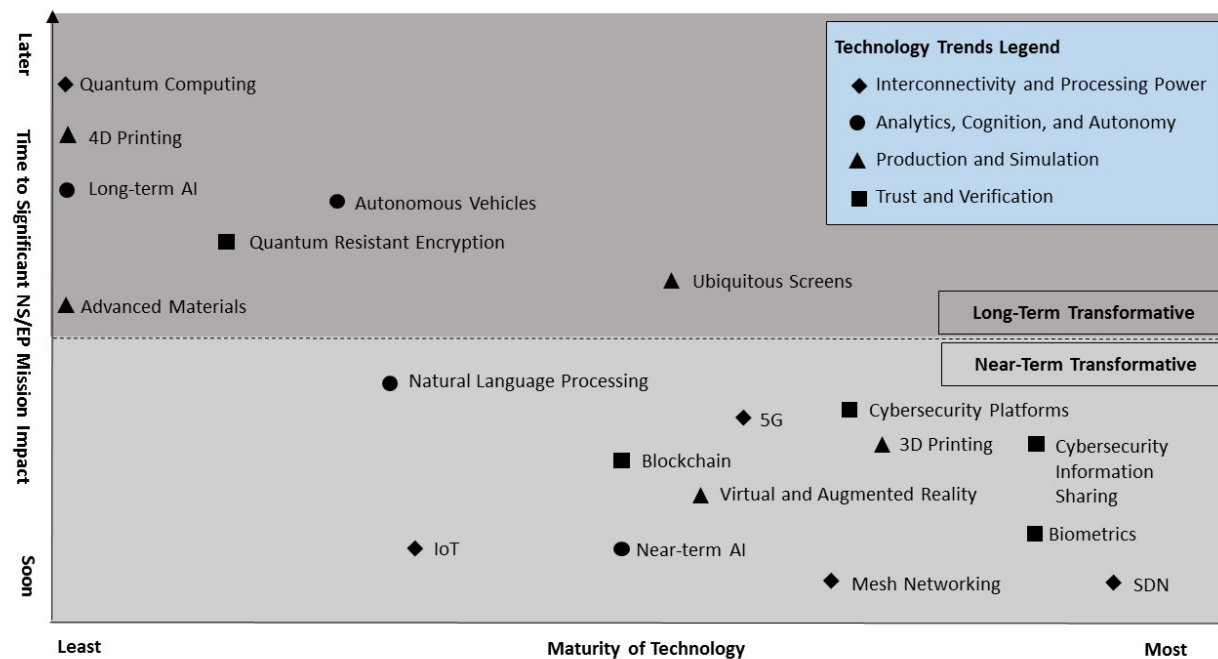 Later
Time to Significant NS/EP Mission Impact
Soon
Technology Trends Legend
Interconnectivity and Processing Power
Analytics, Cognition, and Autonomy
Production and Simulation
Trust and Verification
Quantum Computing
4D Printing
Long-term AI
Autonomous Vehicles
Quantum Resistant Encryption
Ubiquitous Screens
Advanced Materials
Long-Term Transformative
Near-Term Transformative
Natural Language Processing
Cybersecurity Platforms
5G
3D Printing
Cybersecurity
Information
Sharing
Blockchain
Virtual and Augmented Reality
Biometrics
IoT
Near-term AI
Mesh Networking
SDN
Least
Maturity of Technology
Most